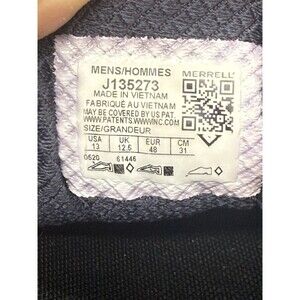 MENS/HOMMES MERRELL
J135273
MADE IN VIETNAM
FABRIQUÉ AU VIETNAM
MAY BE COVERED BY US PAT.
WWW.PATENTS.WWWINC.COM
SIZE/GRANDEUR
USA UK EUR CM
13 12.5 48 31
0520 61446